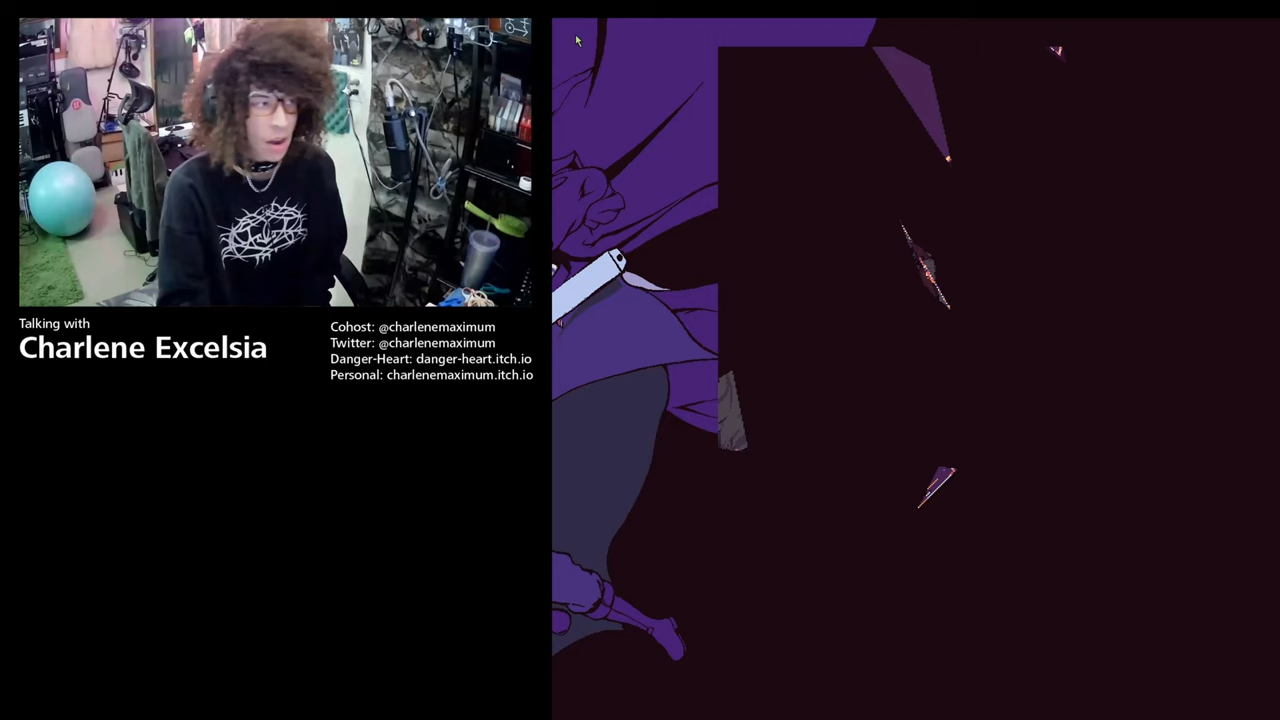 Talking with
Charlene Excelsia
Cohost: @charlenemaximum
Twitter: @charlenemaximum
Danger-Heart: danger-heart.itch.io
Personal: charlenemaximum.itch.io